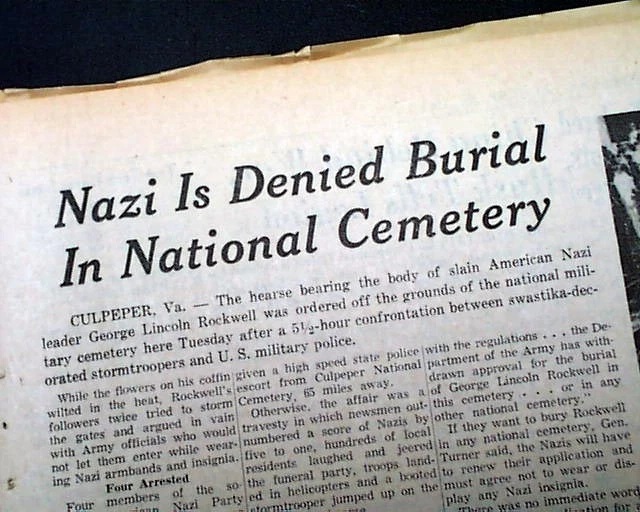 Nazi Is Denied Burial
In National Cemetery
CULPEPER, Va. — The hearse bearing the body of slain American Nazi
leader George Lincoln Rockwell was ordered off the grounds of the national mili-
tary cemetery here Tuesday after a 5½-hour confrontation between swastika-dec-
orated stormtroopers and U. S. military police.
While the flowers on his coffin
wilted in the heat, Rockwell's
followers twice tried to storm
the gates and argued in vain
with Army officials who would
not let them enter while wear-
ing Nazi armbands and insignia.
Four Arrested
Four members of the so-
Nazi Party
given a high speed state police
escort from Culpeper National
Cemetery, 65 miles away.
Otherwise, the affair was a
travesty in which newsmen out-
numbered a score of Nazis by
five to one, hundreds of local
residents laughed and jeered
the funeral party, troops land-
ed in helicopters and a booted
stormtrooper jumped up on the
with the regulations . . . the De-
partment of the Army has with-
drawn approval for the burial
of George Lincoln Rockwell in
this cemetery . . . or in any
other national cemetery."
If they want to bury Rockwell
in any national cemetery, Gen.
Turner said, the Nazis will have
to renew their application and
must agree not to wear or dis-
play any Nazi insignia.
There was no immediate word